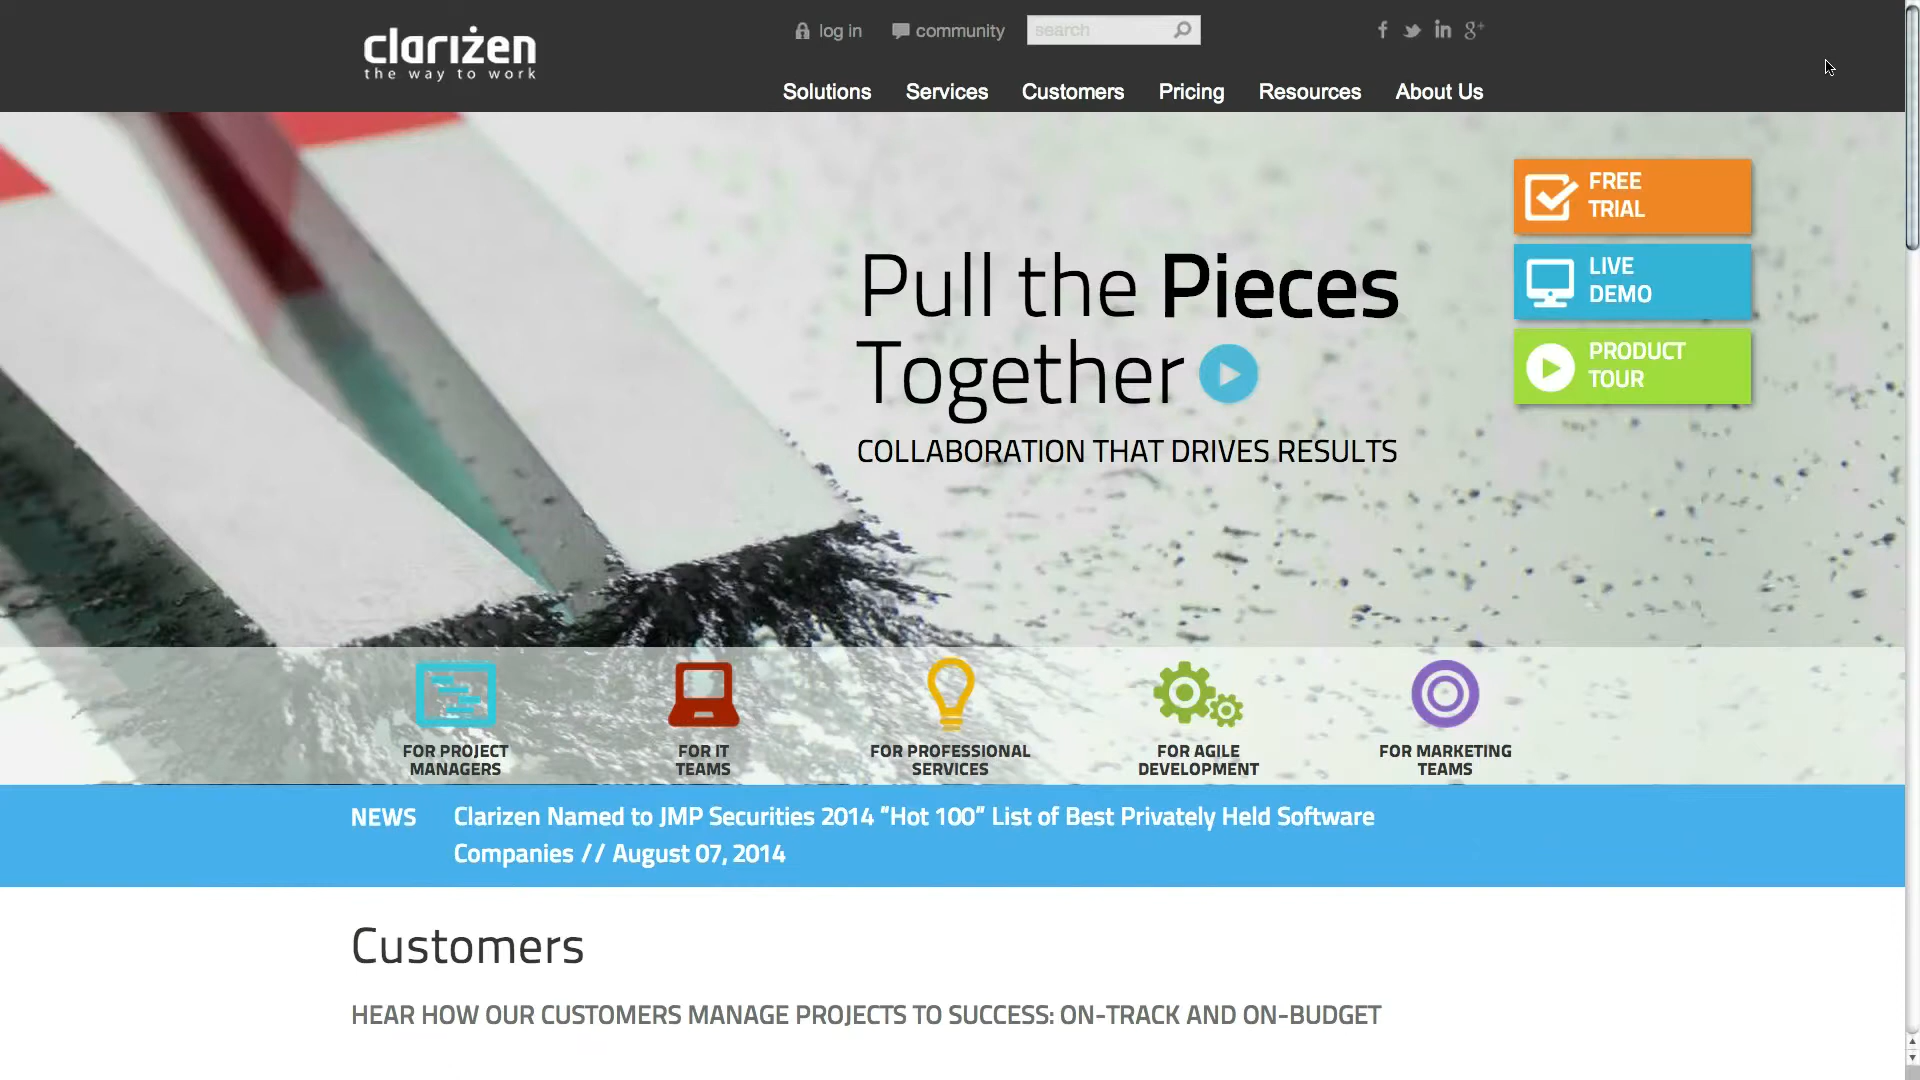 clarizen
the way to work
log in
community
search
Solutions
Services
Customers
Pricing
Resources
About Us
FREE
TRIAL
LIVE
DEMO
PRODUCT
TOUR
Pull the Pieces
Together
COLLABORATION THAT DRIVES RESULTS
FOR PROJECT
MANAGERS
FOR IT
TEAMS
FOR PROFESSIONAL
SERVICES
FOR AGILE
DEVELOPMENT
FOR MARKETING
TEAMS
NEWS
Clarizen Named to JMP Securities 2014 “Hot 100” List of Best Privately Held Software
Companies // August 07, 2014
Customers
HEAR HOW OUR CUSTOMERS MANAGE PROJECTS TO SUCCESS: ON-TRACK AND ON-BUDGET